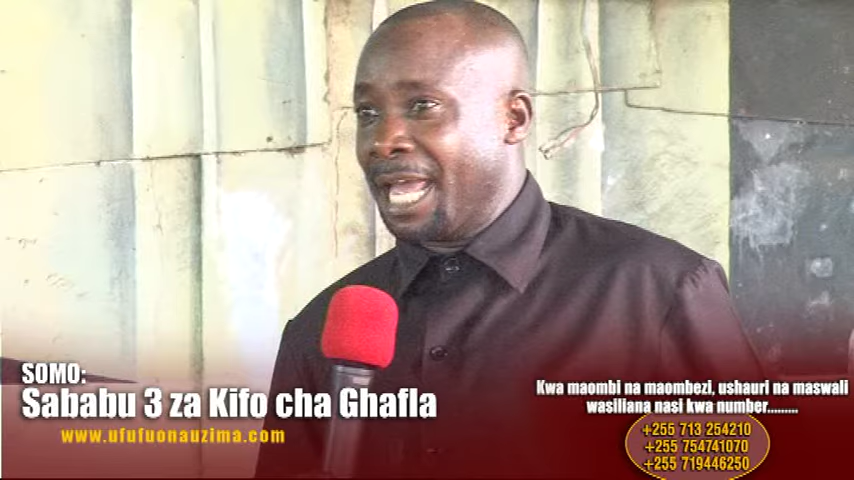 SOMO:
Sababu 3 za Kifo cha Ghafla
www.ufufuonauzima.com
Kwa maombi na maombezi, ushauri na maswali
wasiliana nasi kwa number.........
+255 713 254210
+255 754741070
+255 719446250